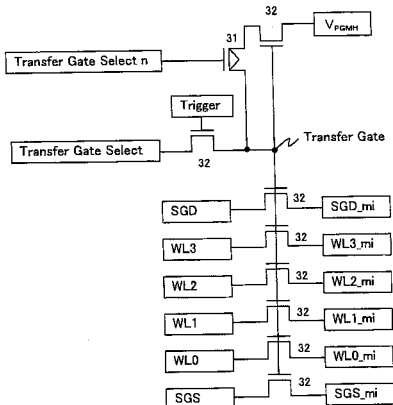 32
V_PGMH
31
Transfer Gate Select n
Trigger
Transfer Gate
Transfer Gate Select
32
SGD 32 SGD_mi
WL3 32 WL3_mi
WL2 32 WL2_mi
WL1 32 WL1_mi
WL0 32 WL0_mi
SGS 32 SGS_mi